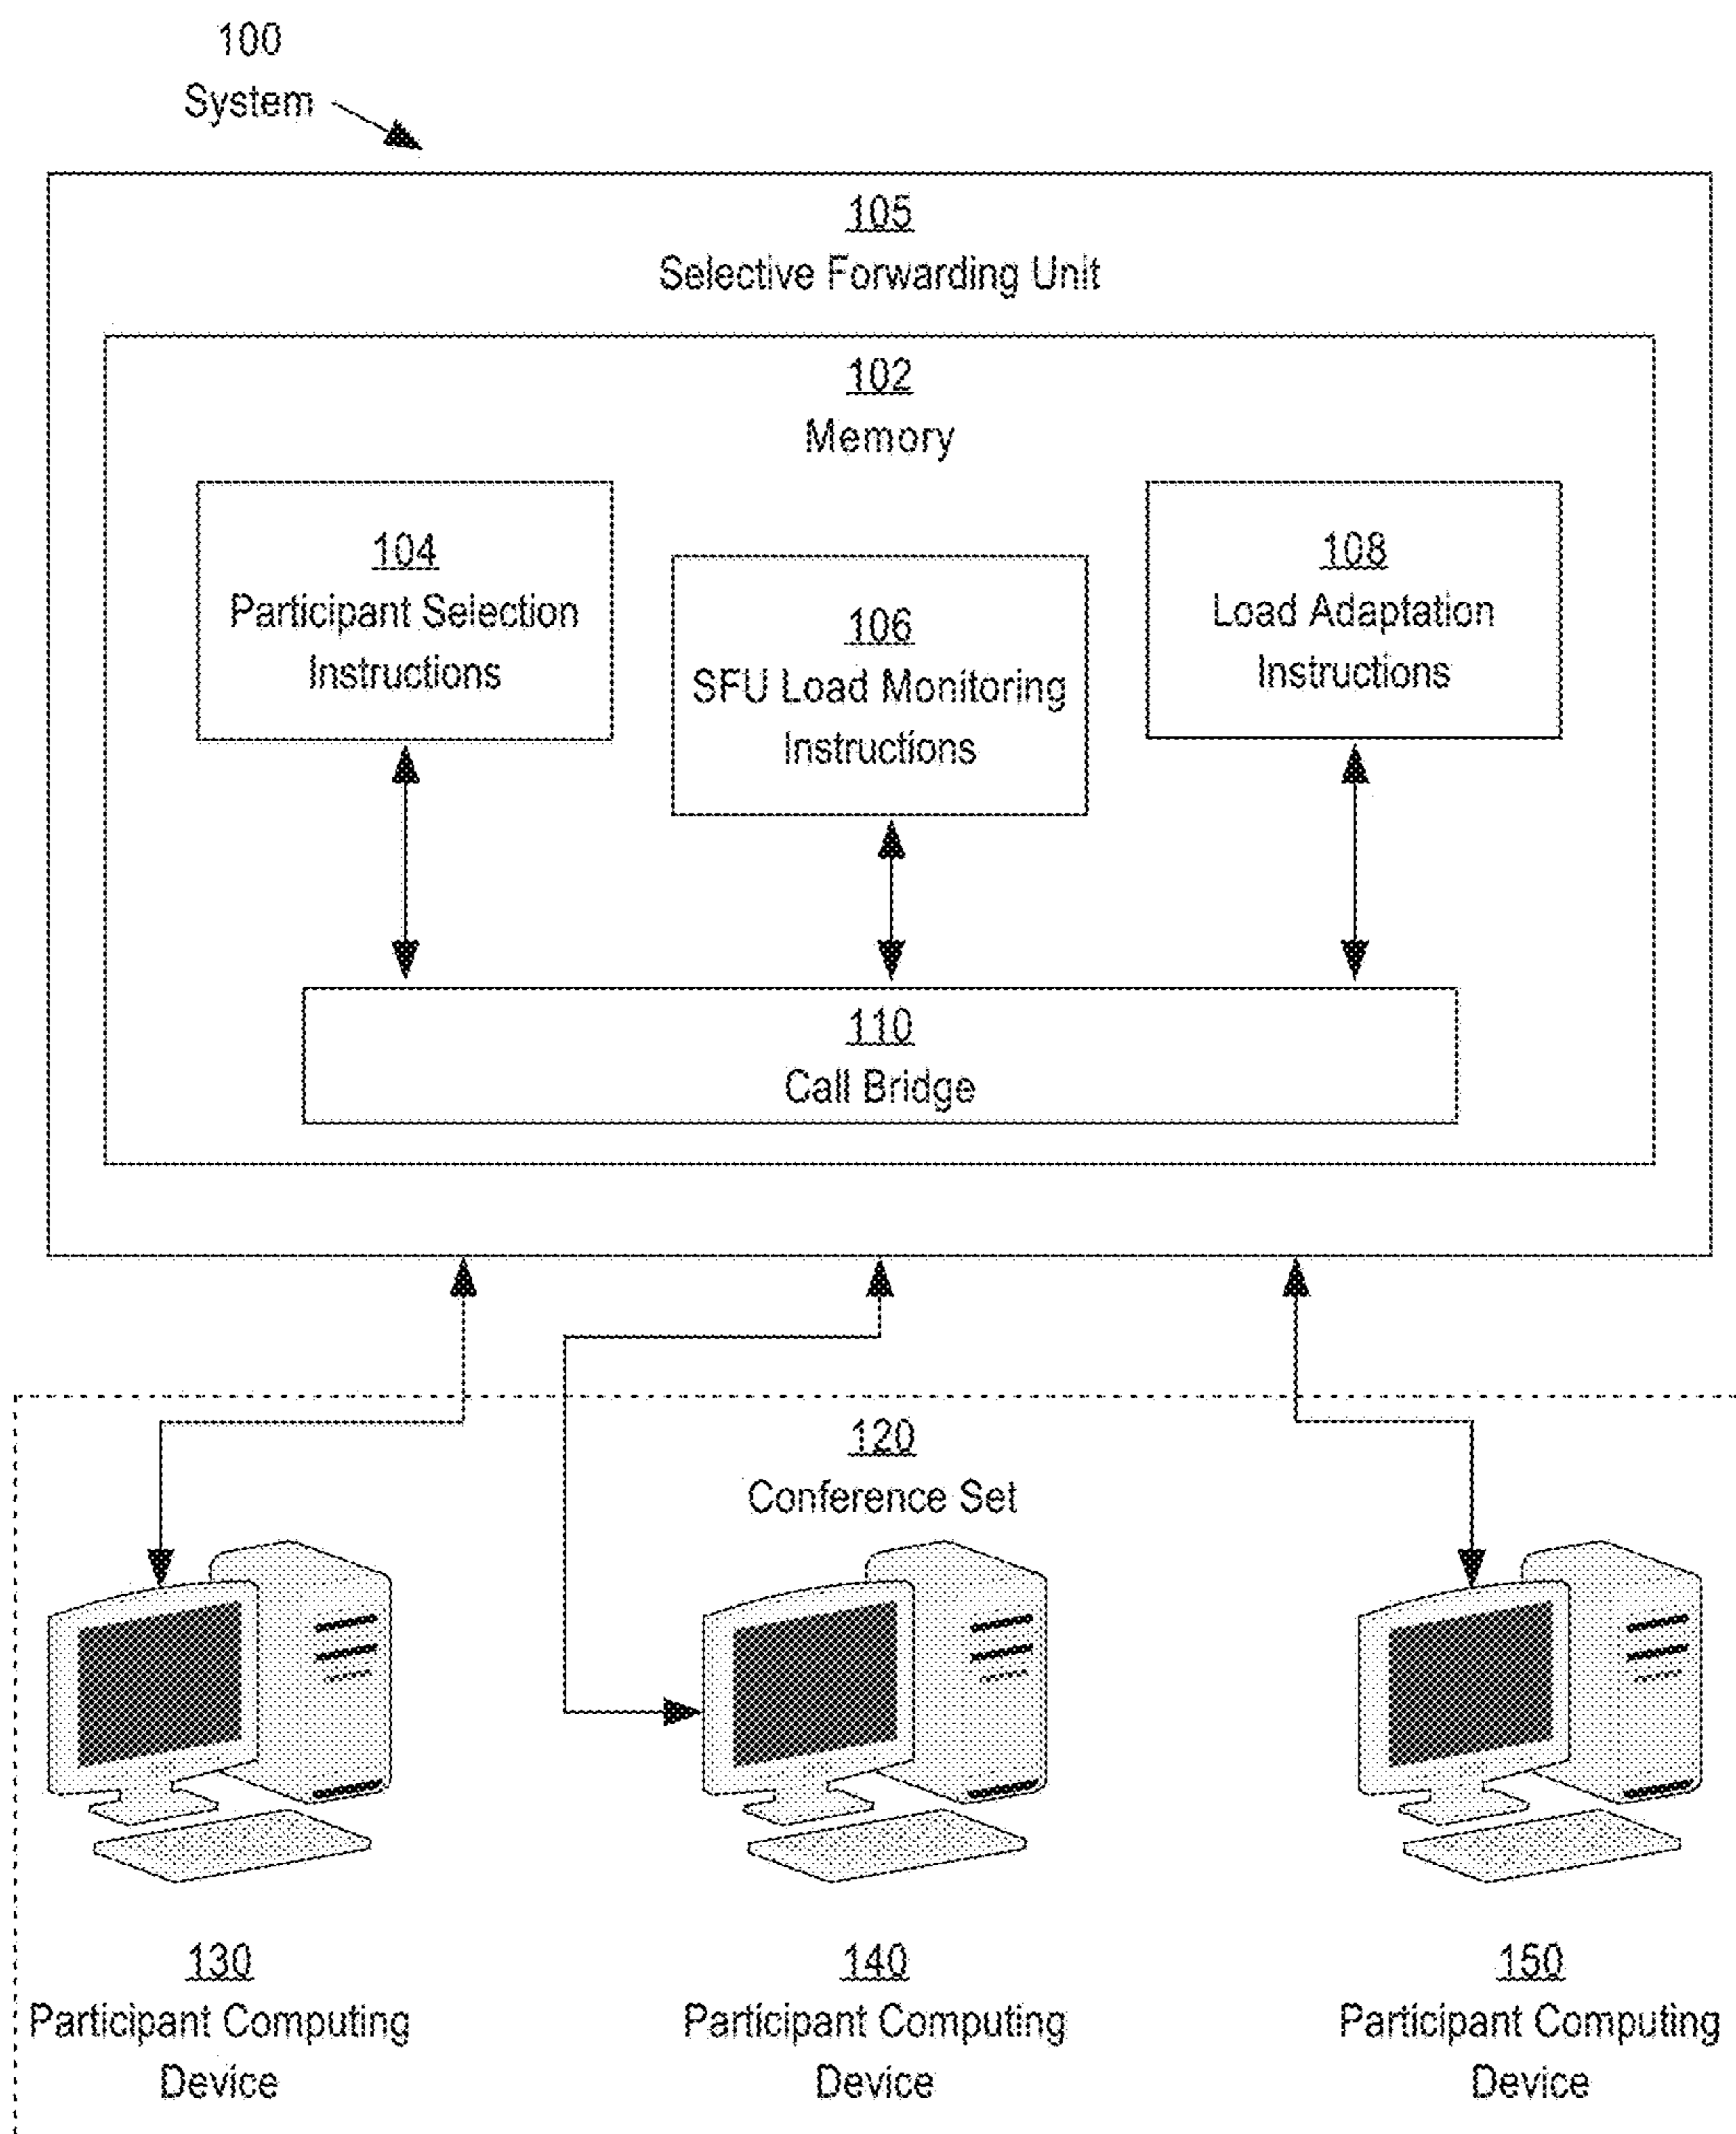 100
System
105
Selective Forwarding Unit
102
Memory
104
Participant Selection
Instructions
106
SFU Load Monitoring
Instructions
108
Load Adaptation
Instructions
110
Call Bridge
120
Conference Set
130
Participant Computing
Device
140
Participant Computing
Device
150
Participant Computing
Device